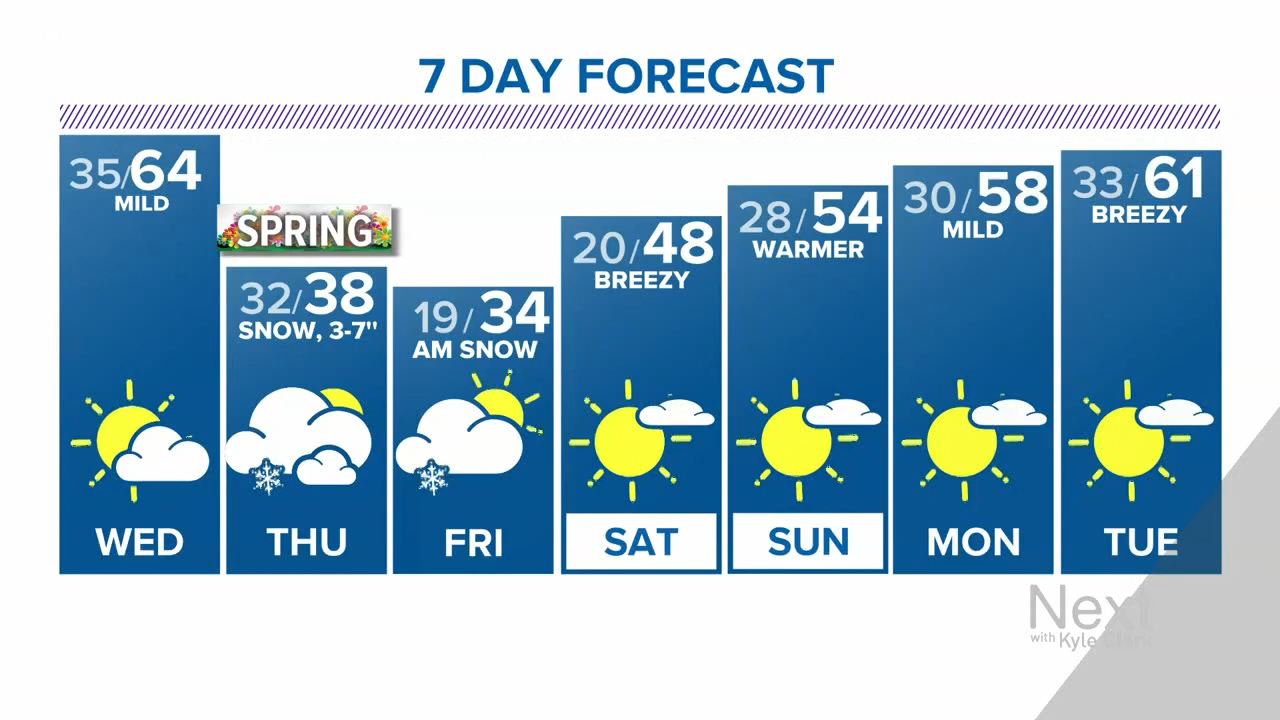 7 DAY FORECAST
35/64
MILD
SPRING
32/38
SNOW, 3-7"
19/34
AM SNOW
20/48
BREEZY
28/54
WARMER
30/58
MILD
33/61
BREEZY
WED
THU
FRI
SAT
SUN
MON
TUE
Next
with Kyle Clark